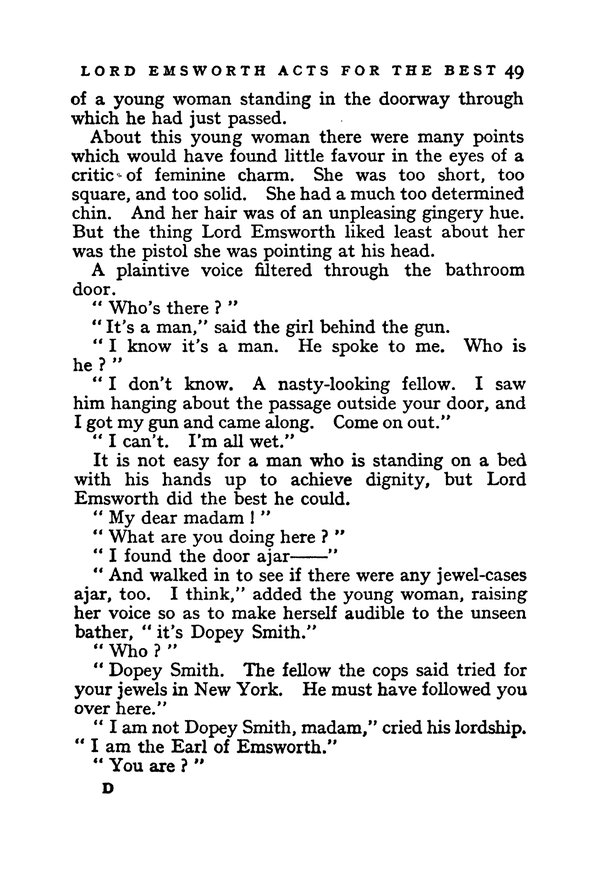 LORD EMSWORTH ACTS FOR THE BEST 49
of a young woman standing in the doorway through
which he had just passed.
About this young woman there were many points
which would have found little favour in the eyes of a
critic of feminine charm. She was too short, too
square, and too solid. She had a much too determined
chin. And her hair was of an unpleasing gingery hue.
But the thing Lord Emsworth liked least about her
was the pistol she was pointing at his head.
A plaintive voice filtered through the bathroom
door.
" Who's there ? "
" It's a man," said the girl behind the gun.
" I know it's a man. He spoke to me. Who is
he ? "
" I don't know. A nasty-looking fellow. I saw
him hanging about the passage outside your door, and
I got my gun and came along. Come on out."
" I can't. I'm all wet."
It is not easy for a man who is standing on a bed
with his hands up to achieve dignity, but Lord
Emsworth did the best he could.
" My dear madam ! "
" What are you doing here ? "
" I found the door ajar——"
" And walked in to see if there were any jewel-cases
ajar, too. I think," added the young woman, raising
her voice so as to make herself audible to the unseen
bather, " it's Dopey Smith."
" Who ? "
" Dopey Smith. The fellow the cops said tried for
your jewels in New York. He must have followed you
over here."
" I am not Dopey Smith, madam," cried his lordship.
" I am the Earl of Emsworth."
" You are ? "
D